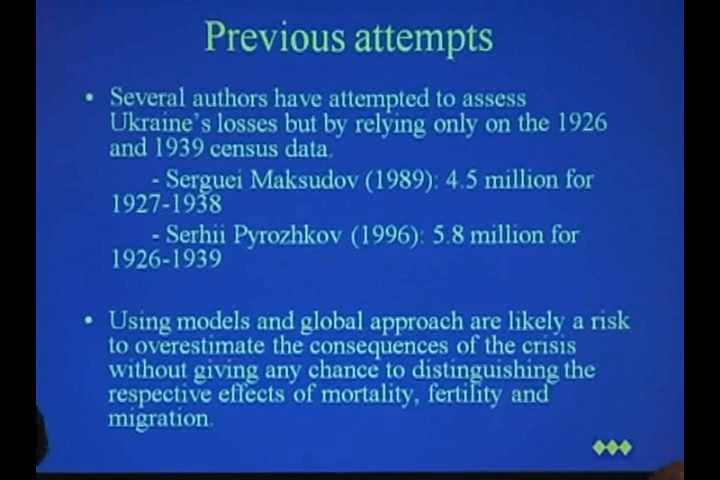 Previous attempts
• Several authors have attempted to assess
Ukraine's losses but by relying only on the 1926
and 1939 census data.
- Serguei Maksudov (1989): 4.5 million for
1927-1938
- Serhii Pyrozhkov (1996): 5.8 million for
1926-1939
• Using models and global approach are likely a risk
to overestimate the consequences of the crisis
without giving any chance to distinguishing the
respective effects of mortality, fertility and
migration.